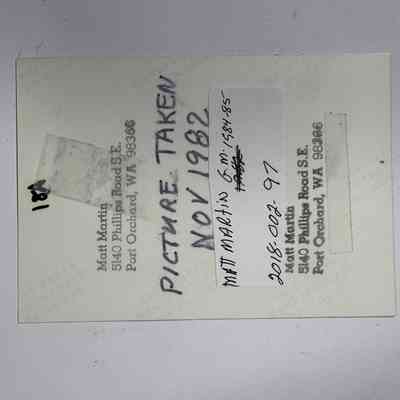 18A
Matt Martin
5140 Phillips Road S.E.
Port Orchard, WA 98366
PICTURE TAKEN
NOV 1982
MATT MARTIN G.M. 1984-85
2018-002-97
Matt Martin
5140 Phillips Road S.E.
Port Orchard, WA 98366